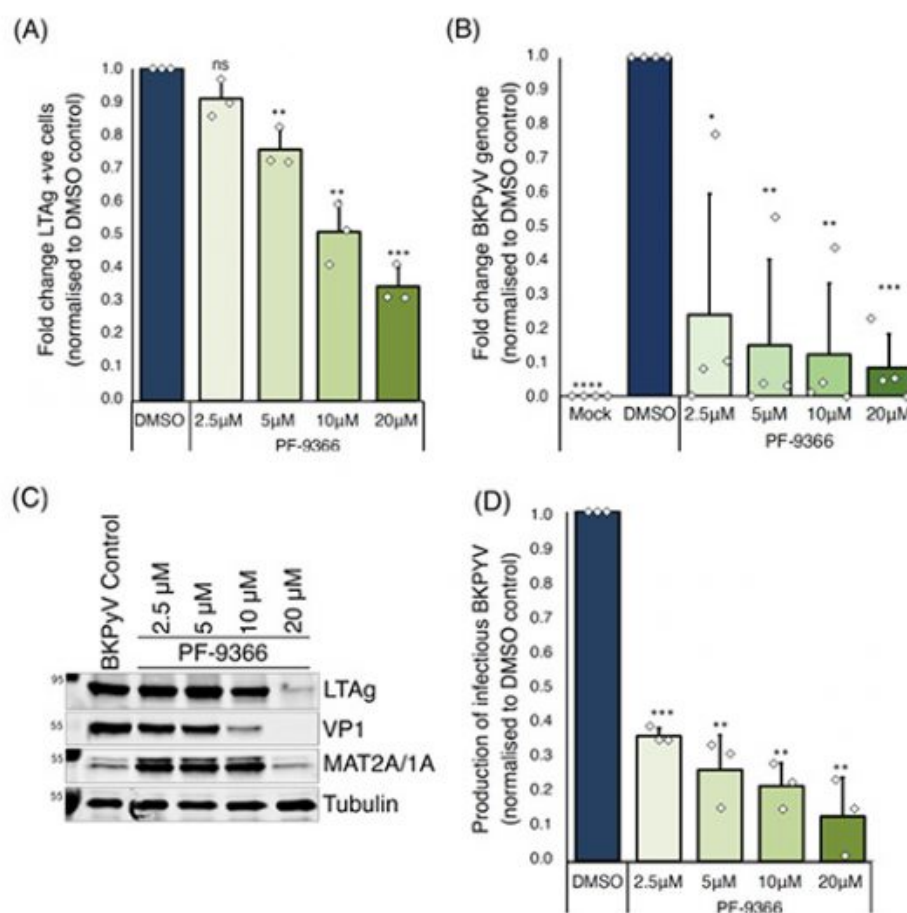 (A)
Fold change LTAg +ve cells
(normalised to DMSO control)
1.0
0.9
0.8
0.7
0.6
0.5
0.4
0.3
0.2
0.1
0.0
ns
**
**
***
DMSO 2.5μM 5μM 10μM 20μM
PF-9366
(B)
Fold change BKPyV genome
(normalised to DMSO control)
1.0
0.9
0.8
0.7
0.6
0.5
0.4
0.3
0.2
0.1
0.0
****
*
**
**
***
Mock DMSO 2.5μM 5μM 10μM 20μM
PF-9366
(C)
BKPyV Control
2.5 μM
5 μM
10 μM
20 μM
PF-9366
95
LTAg
55
VP1
55
MAT2A/1A
55
Tubulin
(D)
Production of infectious BKPYV
(normalised to DMSO control)
1.0
0.9
0.8
0.7
0.6
0.5
0.4
0.3
0.2
0.1
0.0
***
**
**
**
DMSO 2.5μM 5μM 10μM 20μM
PF-9366